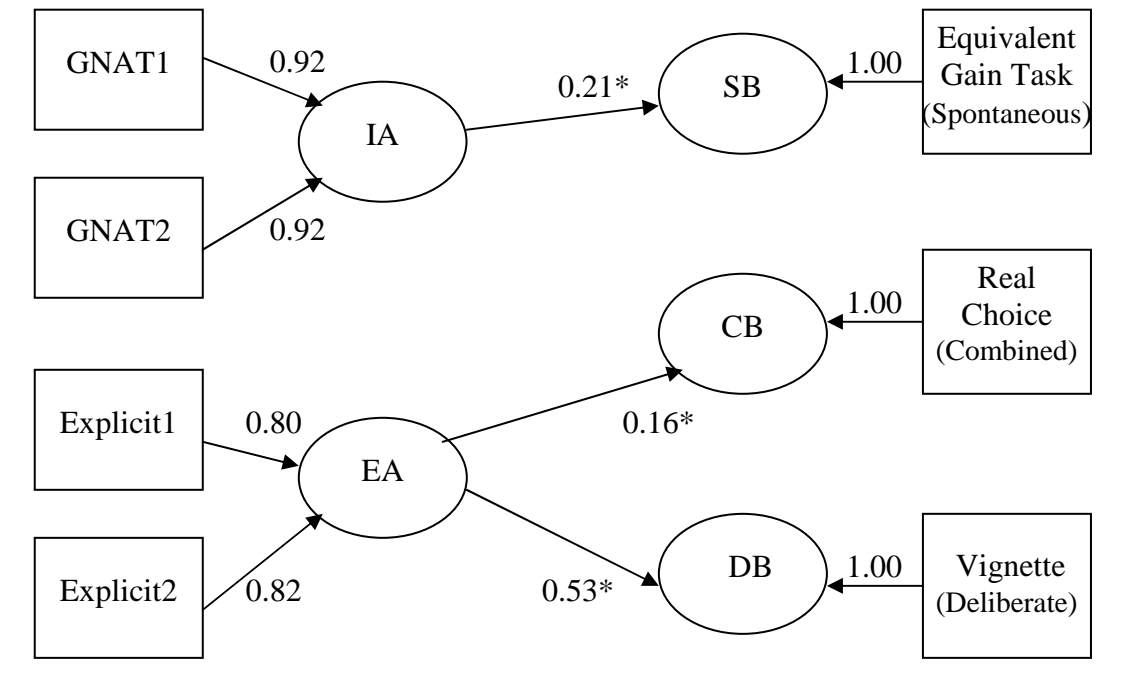 GNAT1
0.92
IA
0.21*
SB
1.00
Equivalent
Gain Task
(Spontaneous)
GNAT2
0.92
CB
1.00
Real
Choice
(Combined)
Explicit1
0.80
EA
0.16*
Explicit2
0.82
0.53*
DB
1.00
Vignette
(Deliberate)